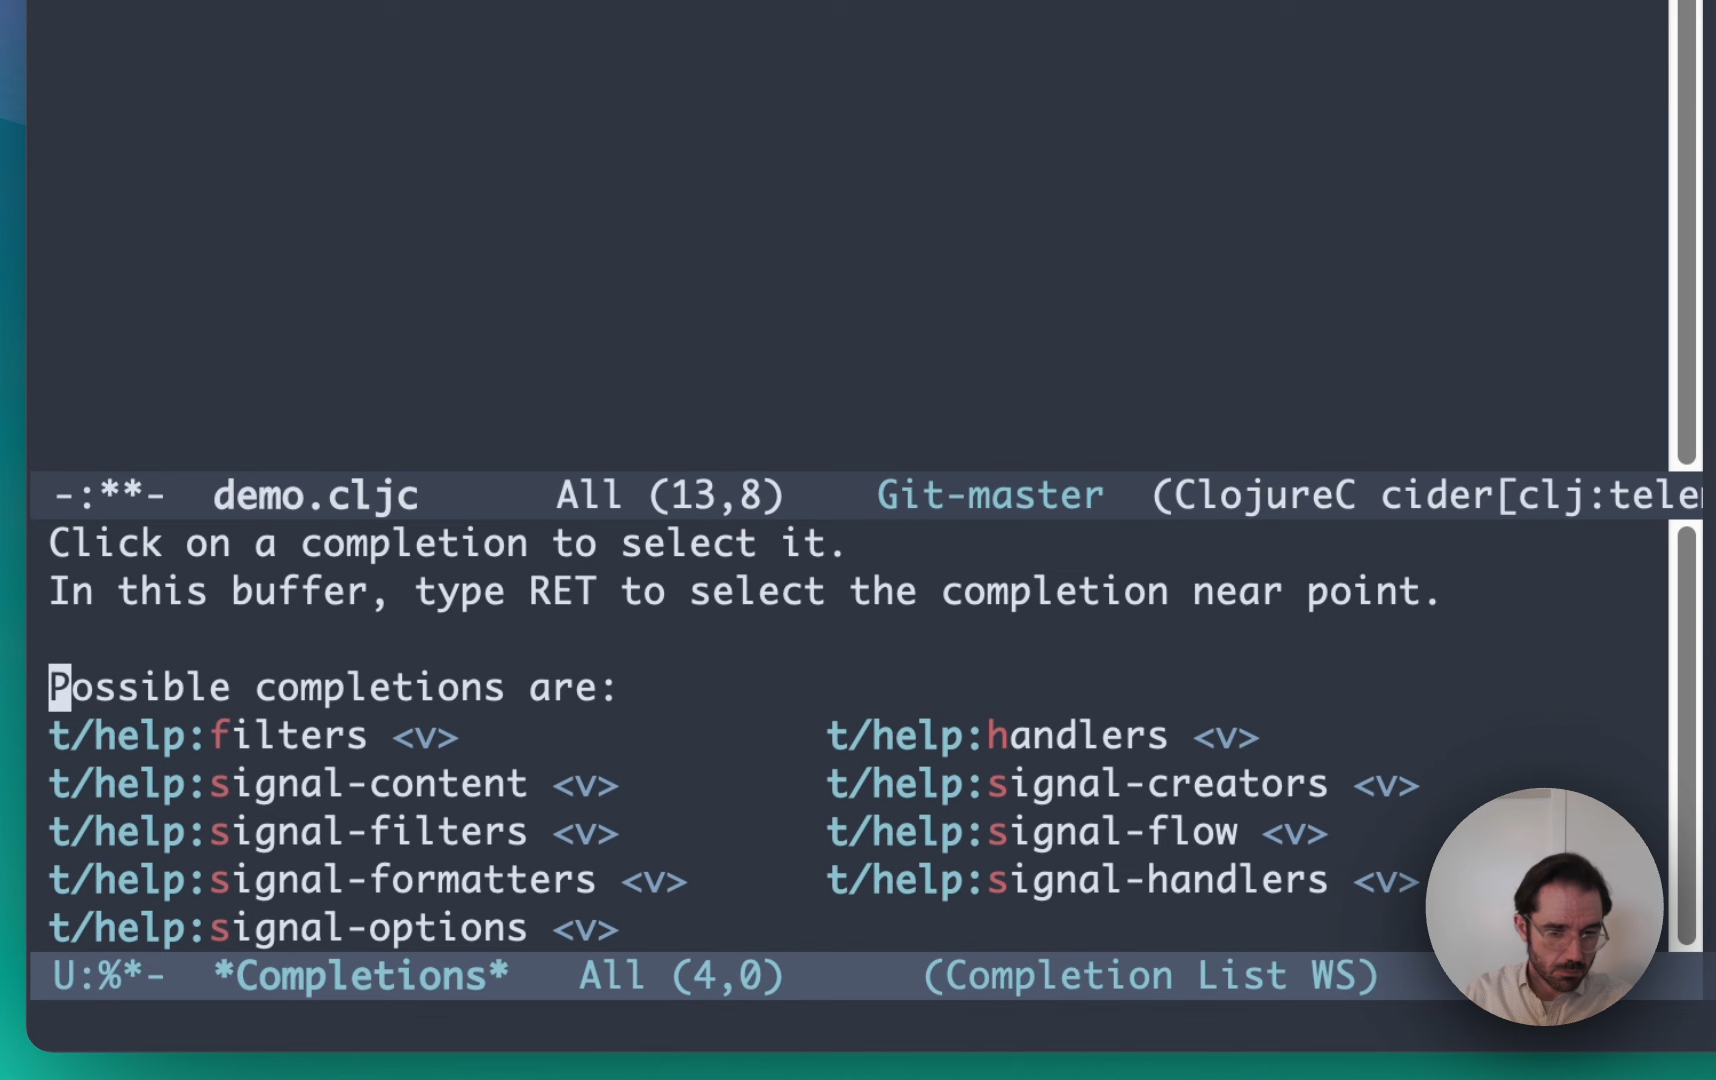 -:**-  demo.cljc      All (13,8)    Git-master  (ClojureC cider[clj:tele
Click on a completion to select it.
In this buffer, type RET to select the completion near point.
Possible completions are:
t/help:filters <v>                t/help:handlers <v>
t/help:signal-content <v>         t/help:signal-creators <v>
t/help:signal-filters <v>         t/help:signal-flow <v>
t/help:signal-formatters <v>      t/help:signal-handlers <v>
t/help:signal-options <v>
U:%*-  *Completions*   All (4,0)      (Completion List WS)